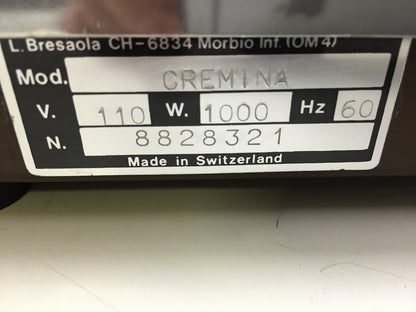 L. Bresaola CH-6834 Morbio Inf. (OM4)
Mod. CREMINA
V. 110 W. 1000 Hz 60
N. 8828321
Made in Switzerland